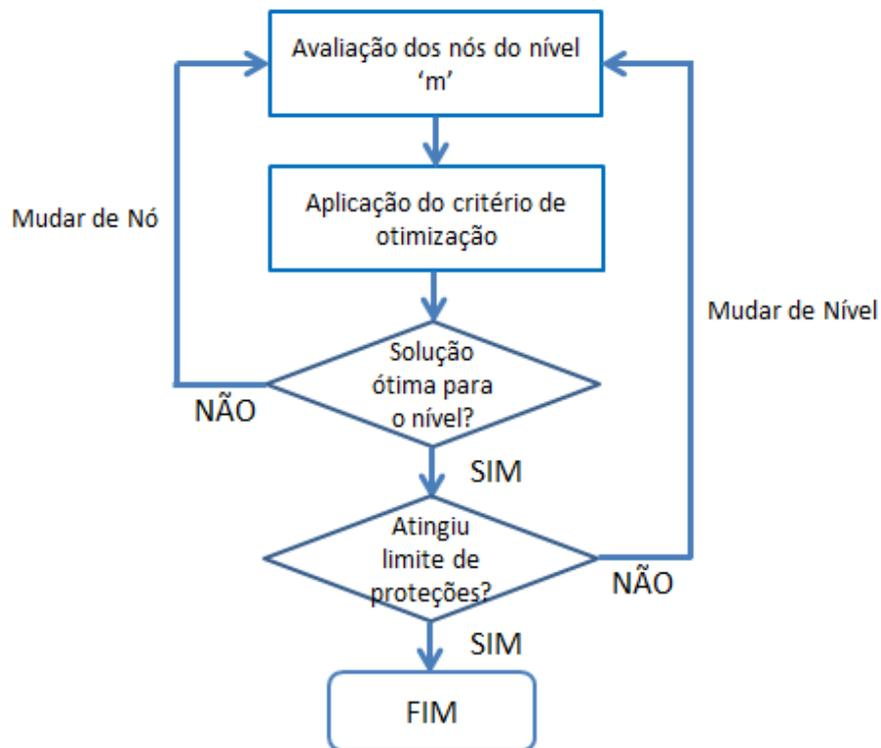 Avaliação dos nós do nível
‘m’
Aplicação do critério de
otimização
Mudar de Nó
Mudar de Nível
Solução
ótima para
o nível?
NÃO
SIM
Atingiu
limite de
proteções?
NÃO
SIM
FIM